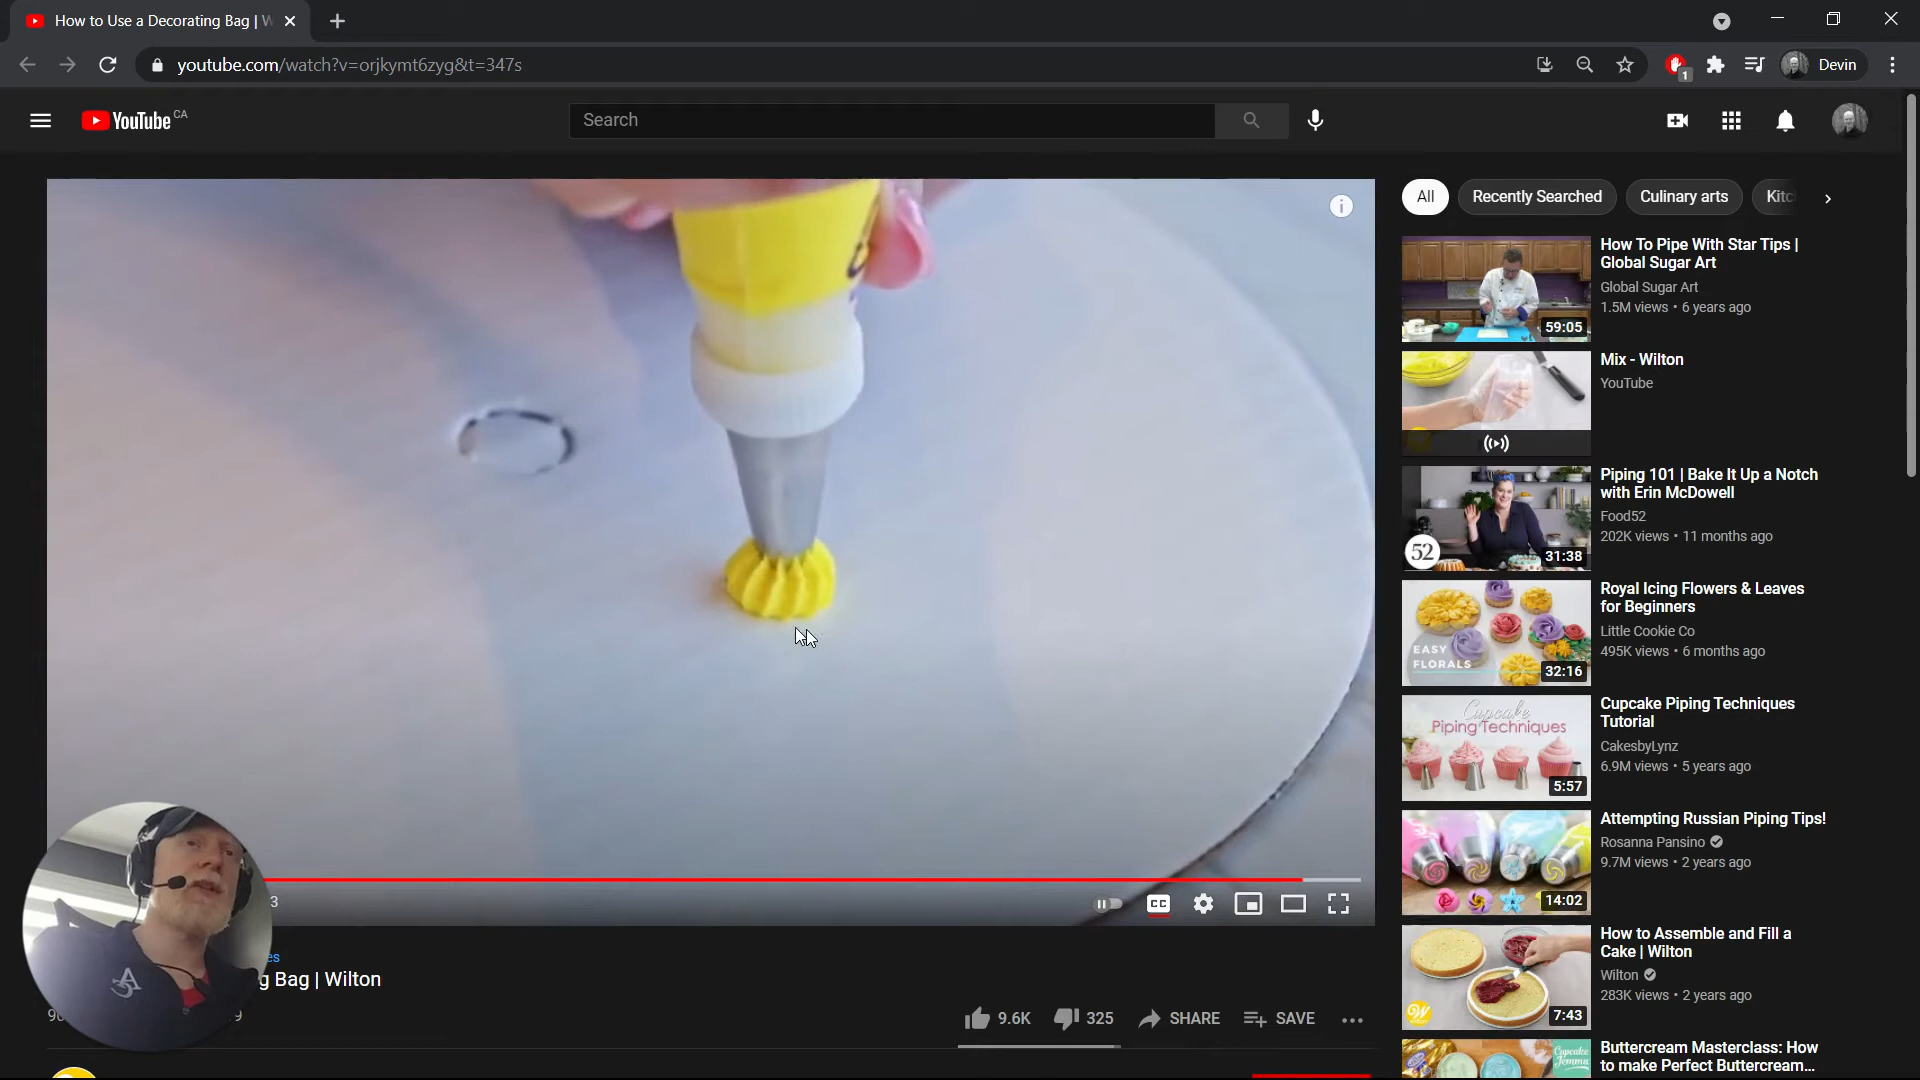 How to Use a Decorating Bag | W
youtube.com/watch?v=orjkymt6zyg&t=347s
1
Devin
YouTube CA
Search
All
Recently Searched
Culinary arts
Kitc
How To Pipe With Star Tips |
Global Sugar Art
Global Sugar Art
1.5M views • 6 years ago
59:05
Mix - Wilton
YouTube
Piping 101 | Bake It Up a Notch
with Erin McDowell
Food52
202K views • 11 months ago
52
31:38
Royal Icing Flowers & Leaves
for Beginners
Little Cookie Co
495K views • 6 months ago
EASY
FLORALS
32:16
Cupcake Piping Techniques
Tutorial
CakesbyLynz
6.9M views • 5 years ago
Cupcake
Piping Techniques
5:57
Attempting Russian Piping Tips!
Rosanna Pansino
9.7M views • 2 years ago
14:02
How to Assemble and Fill a
Cake | Wilton
Wilton
283K views • 2 years ago
7:43
Buttercream Masterclass: How
to make Perfect Buttercream...
Cupcake
Jemma
3
CC
es
g Bag | Wilton
9
9.6K
325
SHARE
SAVE